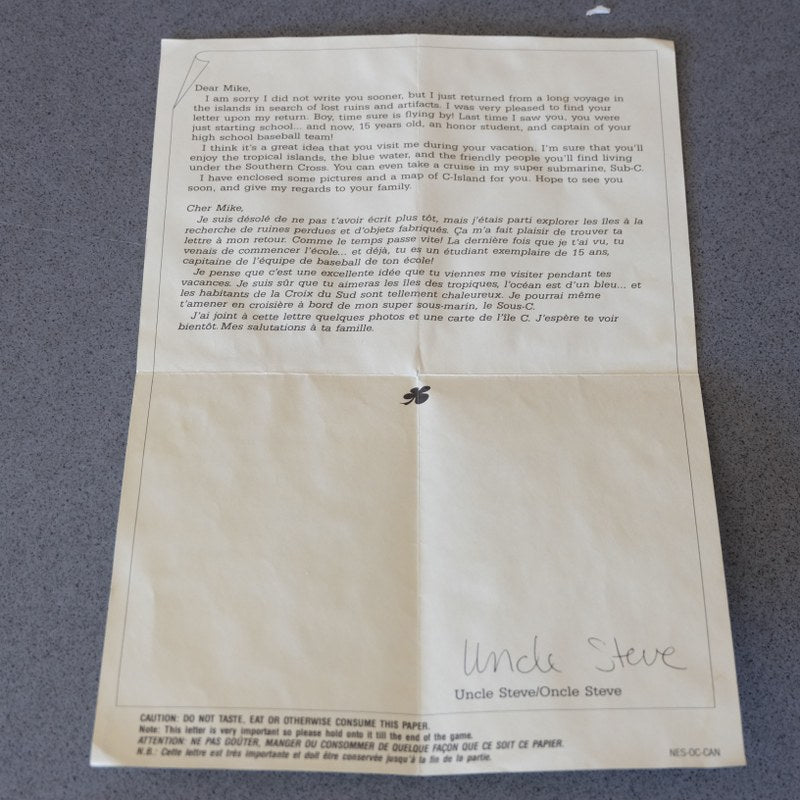 Dear Mike,
I am sorry I did not write you sooner, but I just returned from a long voyage in
the islands in search of lost ruins and artifacts. I was very pleased to find your
letter upon my return. Boy, time sure is flying by! Last time I saw you, you were
just starting school... and now, 15 years old, an honor student, and captain of your
high school baseball team!
I think it's a great idea that you visit me during your vacation. I'm sure that you'll
enjoy the tropical islands, the blue water, and the friendly people you'll find living
under the Southern Cross. You can even take a cruise in my super submarine, Sub-C.
I have enclosed some pictures and a map of C-Island for you. Hope to see you
soon, and give my regards to your family.
Cher Mike,
Je suis désolé de ne pas t'avoir écrit plus tôt, mais j'étais parti explorer les îles à la
recherche de ruines perdues et d'objets fabriqués. Ça m'a fait plaisir de trouver ta
lettre à mon retour. Comme le temps passe vite! La dernière fois que je t'ai vu, tu
venais de commencer l'école... et déjà, tu es un étudiant exemplaire de 15 ans,
capitaine de l'équipe de baseball de ton école!
Je pense que c'est une excellente idée que tu viennes me visiter pendant tes
vacances. Je suis sûr que tu aimeras les îles des tropiques, l'océan est d'un bleu... et
les habitants de la Croix du Sud sont tellement chaleureux. Je pourrai même
t'amener en croisière à bord de mon super sous-marin, le Sous-C.
J'ai joint à cette lettre quelques photos et une carte de l'île C. J'espère te voir
bientôt. Mes salutations à ta famille.
Uncle Steve
Uncle Steve/Oncle Steve
CAUTION: DO NOT TASTE, EAT OR OTHERWISE CONSUME THIS PAPER.
Note: This letter is very important so please hold onto it till the end of the game.
ATTENTION: NE PAS GOÛTER, MANGER OU CONSOMMER DE QUELQUE FAÇON QUE CE SOIT CE PAPIER.
N.B.: Cette lettre est très importante et doit être conservée jusqu'à la fin de la partie.
NES-OC-CAN